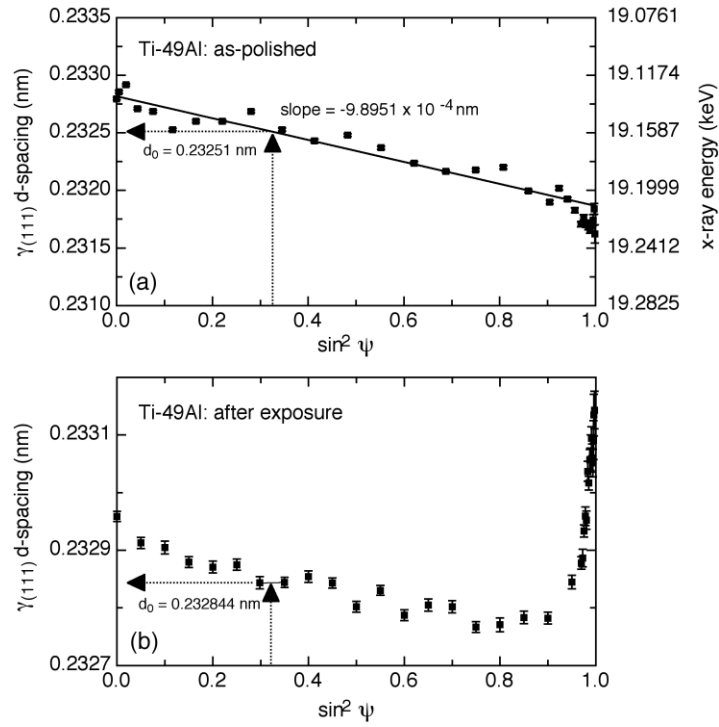 Ti-49Al: as-polished
slope = -9.8951 x 10⁻⁴ nm
d₀ = 0.23251 nm
(a)
γ(111) d-spacing (nm)
0.2335
0.2330
0.2325
0.2320
0.2315
0.2310
19.0761
19.1174
19.1587
19.1999
19.2412
19.2825
x-ray energy (keV)
0.0 0.2 0.4 0.6 0.8 1.0
sin² ψ
Ti-49Al: after exposure
d₀ = 0.232844 nm
(b)
γ(111) d-spacing (nm)
0.2331
0.2329
0.2327
0.0 0.2 0.4 0.6 0.8 1.0
sin² ψ